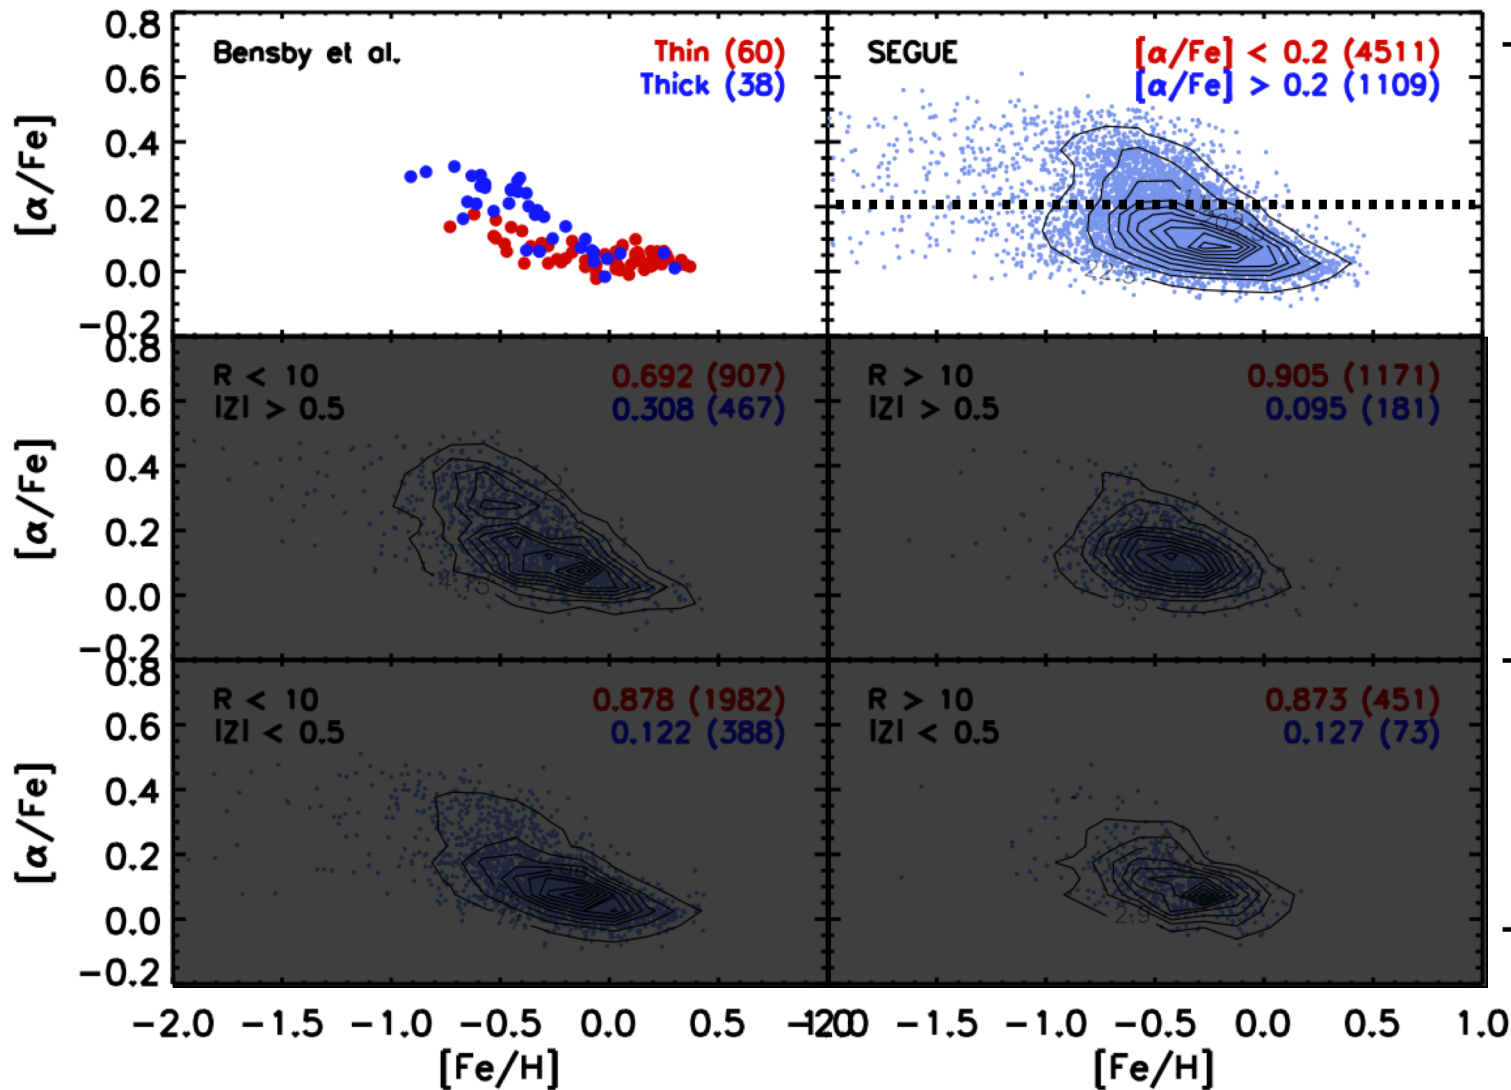 0.8
0.6
0.4
0.2
0.0
−0.2
[α/Fe]
Bensby et al.
Thin (60)
Thick (38)
SEGUE
[α/Fe] < 0.2 (4511)
[α/Fe] > 0.2 (1109)
22.5
0.8
0.6
0.4
0.2
0.0
−0.2
[α/Fe]
R < 10
|Z| > 0.5
0.692 (907)
0.308 (467)
R > 10
|Z| > 0.5
0.905 (1171)
0.095 (181)
5.5
0.8
0.6
0.4
0.2
0.0
−0.2
[α/Fe]
R < 10
|Z| < 0.5
0.878 (1982)
0.122 (388)
R > 10
|Z| < 0.5
0.873 (451)
0.127 (73)
2.9
−2.0 −1.5 −1.0 −0.5 0.0 0.5
−1.5 −1.0 −0.5 0.0 0.5 1.0
[Fe/H]
[Fe/H]